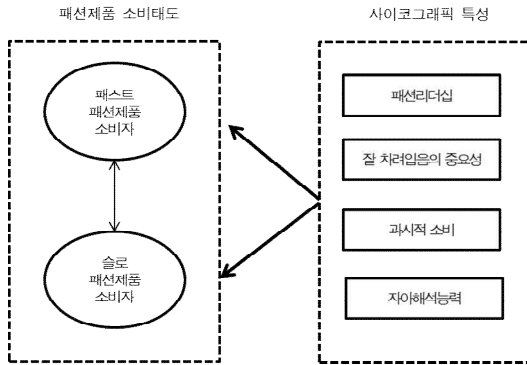 패션제품 소비태도
사이코그래픽 특성
패스트
패션제품
소비자
슬로
패션제품
소비자
패션리더십
잘 차려입음의 중요성
과시적 소비
자아해석능력